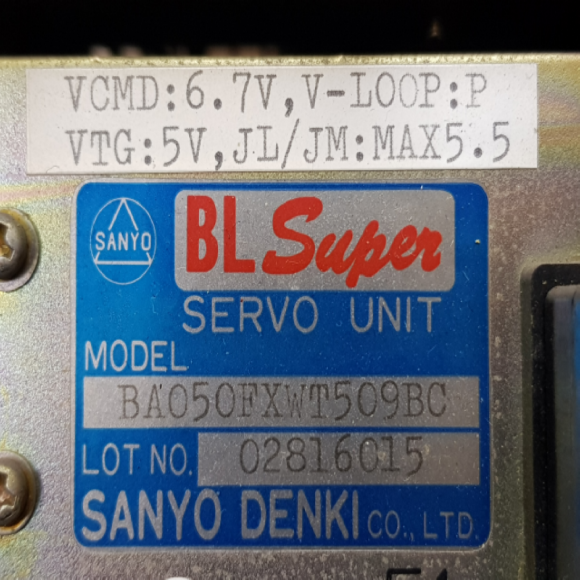 VCMD:6.7V,V-LOOP:P
VTG:5V,JL/JM:MAX5.5
SANYO
BL Super
SERVO UNIT
MODEL
BA050FXWT509BC
LOT NO. 02816015
SANYO DENKI CO., LTD.